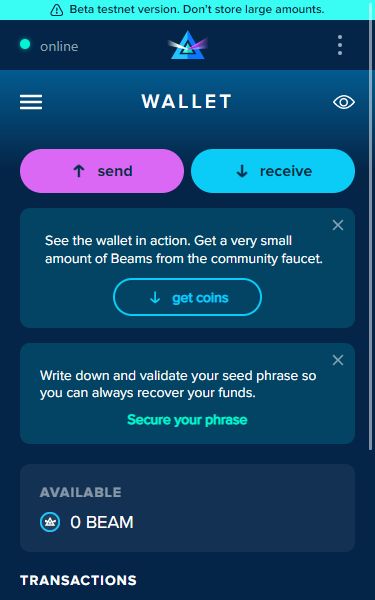 Beta testnet version. Don't store large amounts.
online
WALLET
send
receive
See the wallet in action. Get a very small
amount of Beams from the community faucet.
get coins
Write down and validate your seed phrase so
you can always recover your funds.
Secure your phrase
AVAILABLE
0 BEAM
TRANSACTIONS